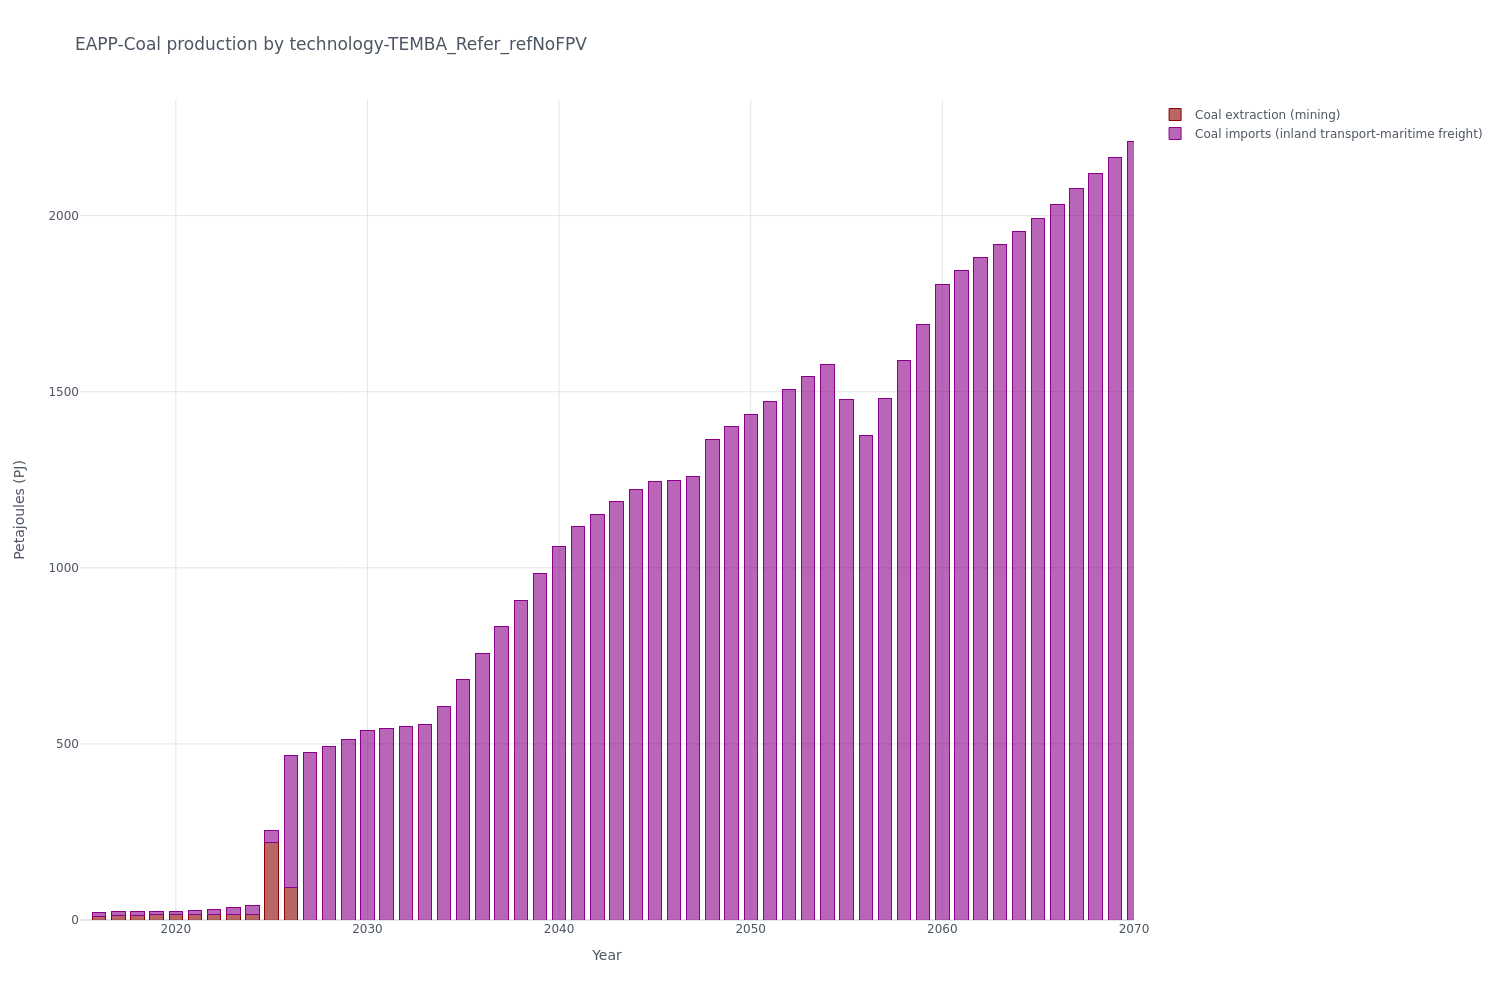 EAPP-Coal production by technology-TEMBA_Refer_refNoFPV
Coal extraction (mining)
Coal imports (inland transport-maritime freight)
2000
1500
1000
500
0
Petajoules (PJ)
2020
2030
2040
2050
2060
2070
Year